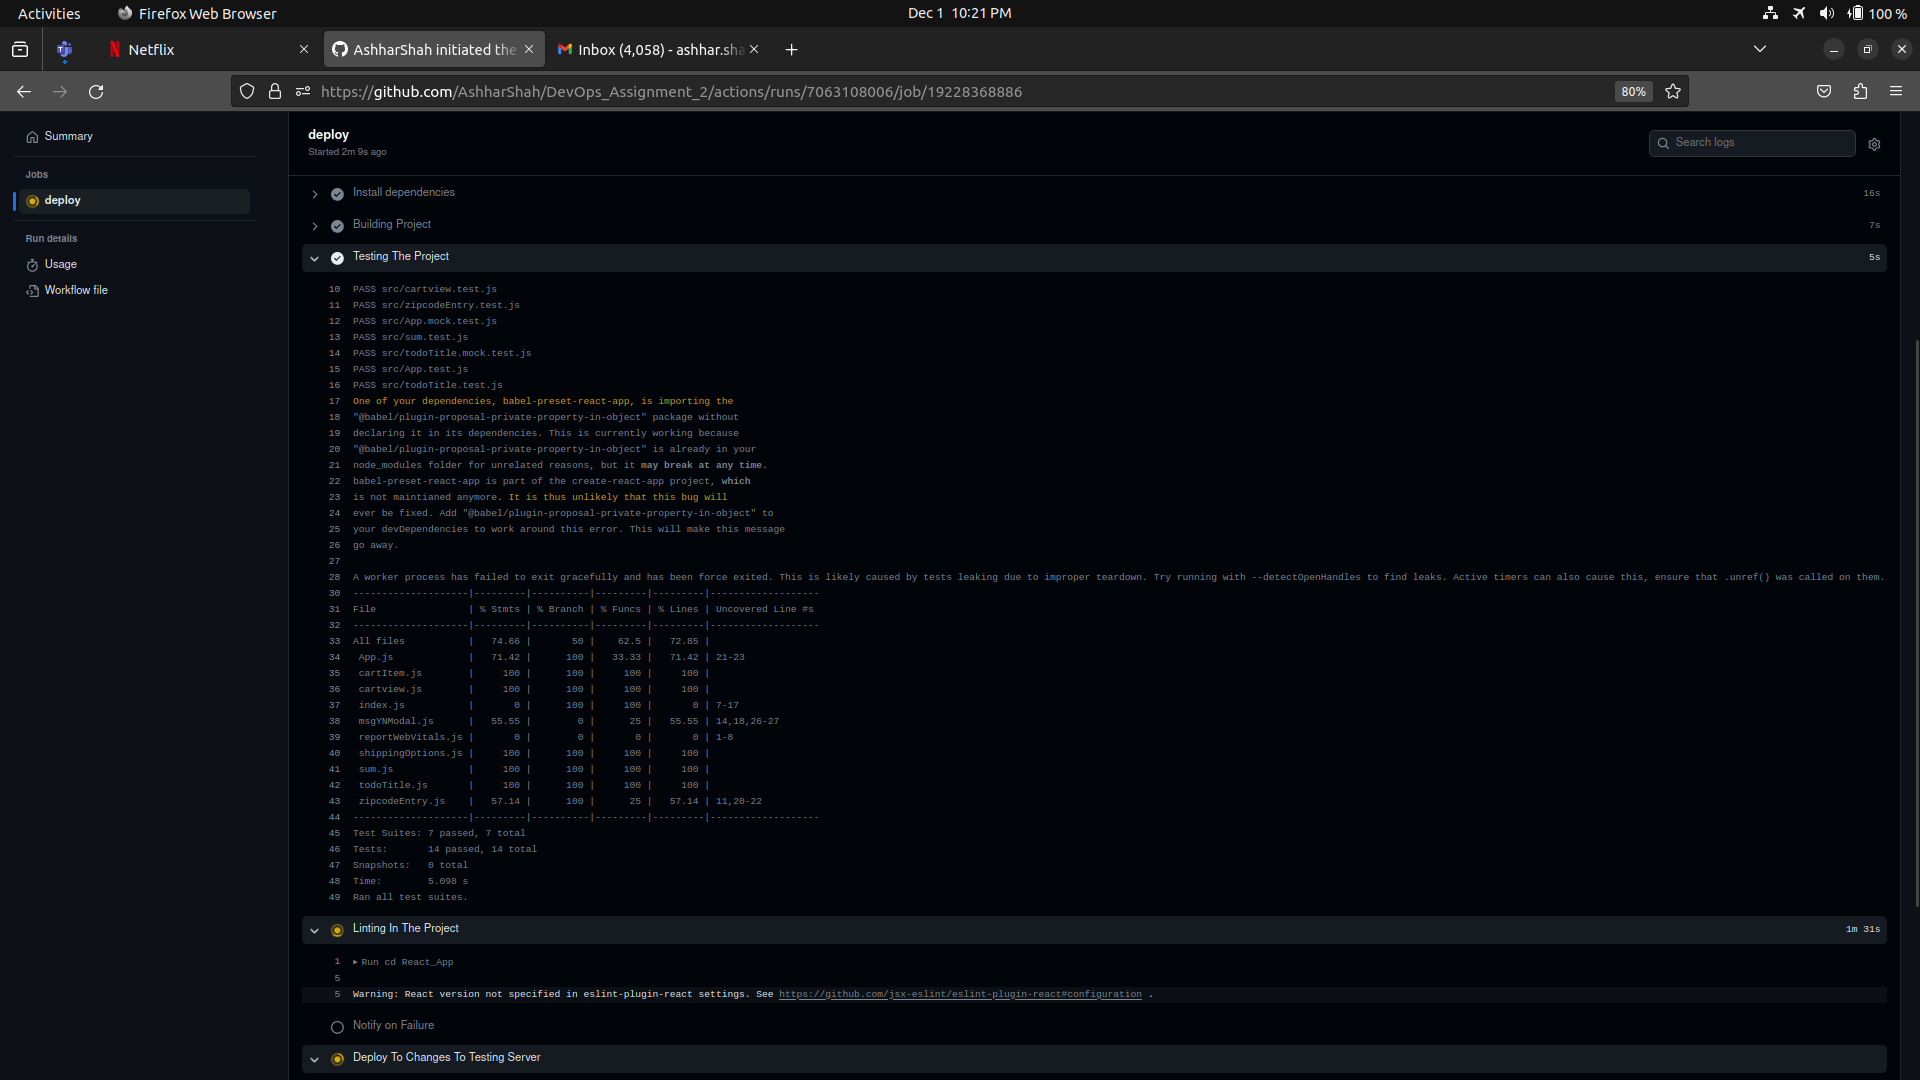 Activities Firefox Web Browser Dec 1 10:21 PM 100 %
Netflix AshharShah initiated the Inbox (4,058) - ashhar.sha
https://github.com/AshharShah/DevOps_Assignment_2/actions/runs/7063108006/job/19228368886 80%
Summary
Jobs
deploy
Run details
Usage
Workflow file
deploy
Started 2m 9s ago
Search logs
Install dependencies 16s
Building Project 7s
Testing The Project 5s
10 PASS src/cartview.test.js
11 PASS src/zipcodeEntry.test.js
12 PASS src/App.mock.test.js
13 PASS src/sum.test.js
14 PASS src/todoTitle.mock.test.js
15 PASS src/App.test.js
16 PASS src/todoTitle.test.js
17 One of your dependencies, babel-preset-react-app, is importing the
18 "@babel/plugin-proposal-private-property-in-object" package without
19 declaring it in its dependencies. This is currently working because
20 "@babel/plugin-proposal-private-property-in-object" is already in your
21 node_modules folder for unrelated reasons, but it may break at any time.
22 babel-preset-react-app is part of the create-react-app project, which
23 is not maintianed anymore. It is thus unlikely that this bug will
24 ever be fixed. Add "@babel/plugin-proposal-private-property-in-object" to
25 your devDependencies to work around this error. This will make this message
26 go away.
27
28 A worker process has failed to exit gracefully and has been force exited. This is likely caused by tests leaking due to improper teardown. Try running with --detectOpenHandles to find leaks. Active timers can also cause this, ensure that .unref() was called on them.
30 --------------------|---------|----------|---------|---------|-------------------
31 File                | % Stmts | % Branch | % Funcs | % Lines | Uncovered Line #s
32 --------------------|---------|----------|---------|---------|-------------------
33 All files           |   74.66 |       50 |    62.5 |   72.85 |
34  App.js             |   71.42 |      100 |   33.33 |   71.42 | 21-23
35  cartItem.js        |     100 |      100 |     100 |     100 |
36  cartview.js        |     100 |      100 |     100 |     100 |
37  index.js           |       0 |      100 |     100 |       0 | 7-17
38  msgYNModal.js      |   55.55 |        0 |      25 |   55.55 | 14,18,26-27
39  reportWebVitals.js |       0 |        0 |       0 |       0 | 1-8
40  shippingOptions.js |     100 |      100 |     100 |     100 |
41  sum.js             |     100 |      100 |     100 |     100 |
42  todoTitle.js       |     100 |      100 |     100 |     100 |
43  zipcodeEntry.js    |   57.14 |      100 |      25 |   57.14 | 11,20-22
44 --------------------|---------|----------|---------|---------|-------------------
45 Test Suites: 7 passed, 7 total
46 Tests:       14 passed, 14 total
47 Snapshots:   0 total
48 Time:        5.098 s
49 Ran all test suites.
Linting In The Project 1m 31s
1 ▸ Run cd React_App
5
5 Warning: React version not specified in eslint-plugin-react settings. See https://github.com/jsx-eslint/eslint-plugin-react#configuration .
Notify on Failure
Deploy To Changes To Testing Server